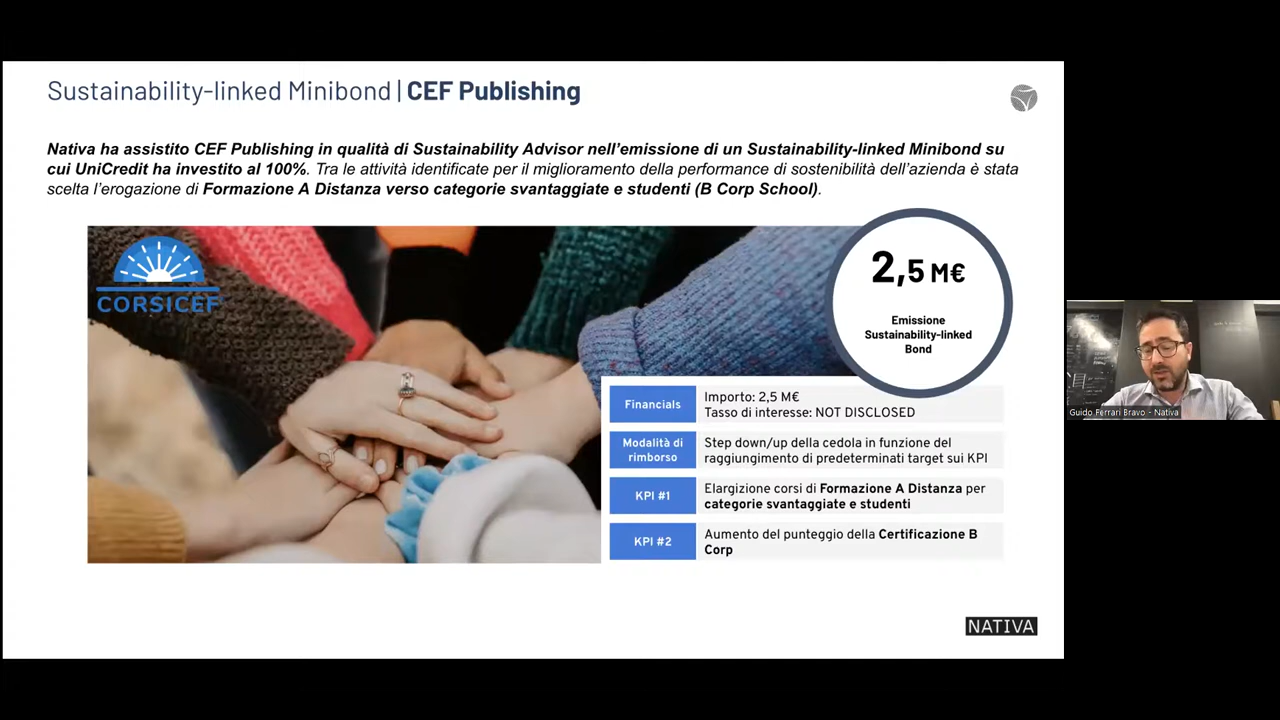 Sustainability-linked Minibond | CEF Publishing
Nativa ha assistito CEF Publishing in qualità di Sustainability Advisor nell'emissione di un Sustainability-linked Minibond su
cui UniCredit ha investito al 100%. Tra le attività identificate per il miglioramento della performance di sostenibilità dell'azienda è stata
scelta l'erogazione di Formazione A Distanza verso categorie svantaggiate e studenti (B Corp School).
CORSICEF
2,5 M€
Emissione
Sustainability-linked
Bond
Financials
Importo: 2,5 M€
Tasso di interesse: NOT DISCLOSED
Modalità di
rimborso
Step down/up della cedola in funzione del
raggiungimento di predeterminati target sui KPI
KPI #1
Elargizione corsi di Formazione A Distanza per
categorie svantaggiate e studenti
KPI #2
Aumento del punteggio della Certificazione B
Corp
NATIVA
Guido Ferrari Bravo - Nativa